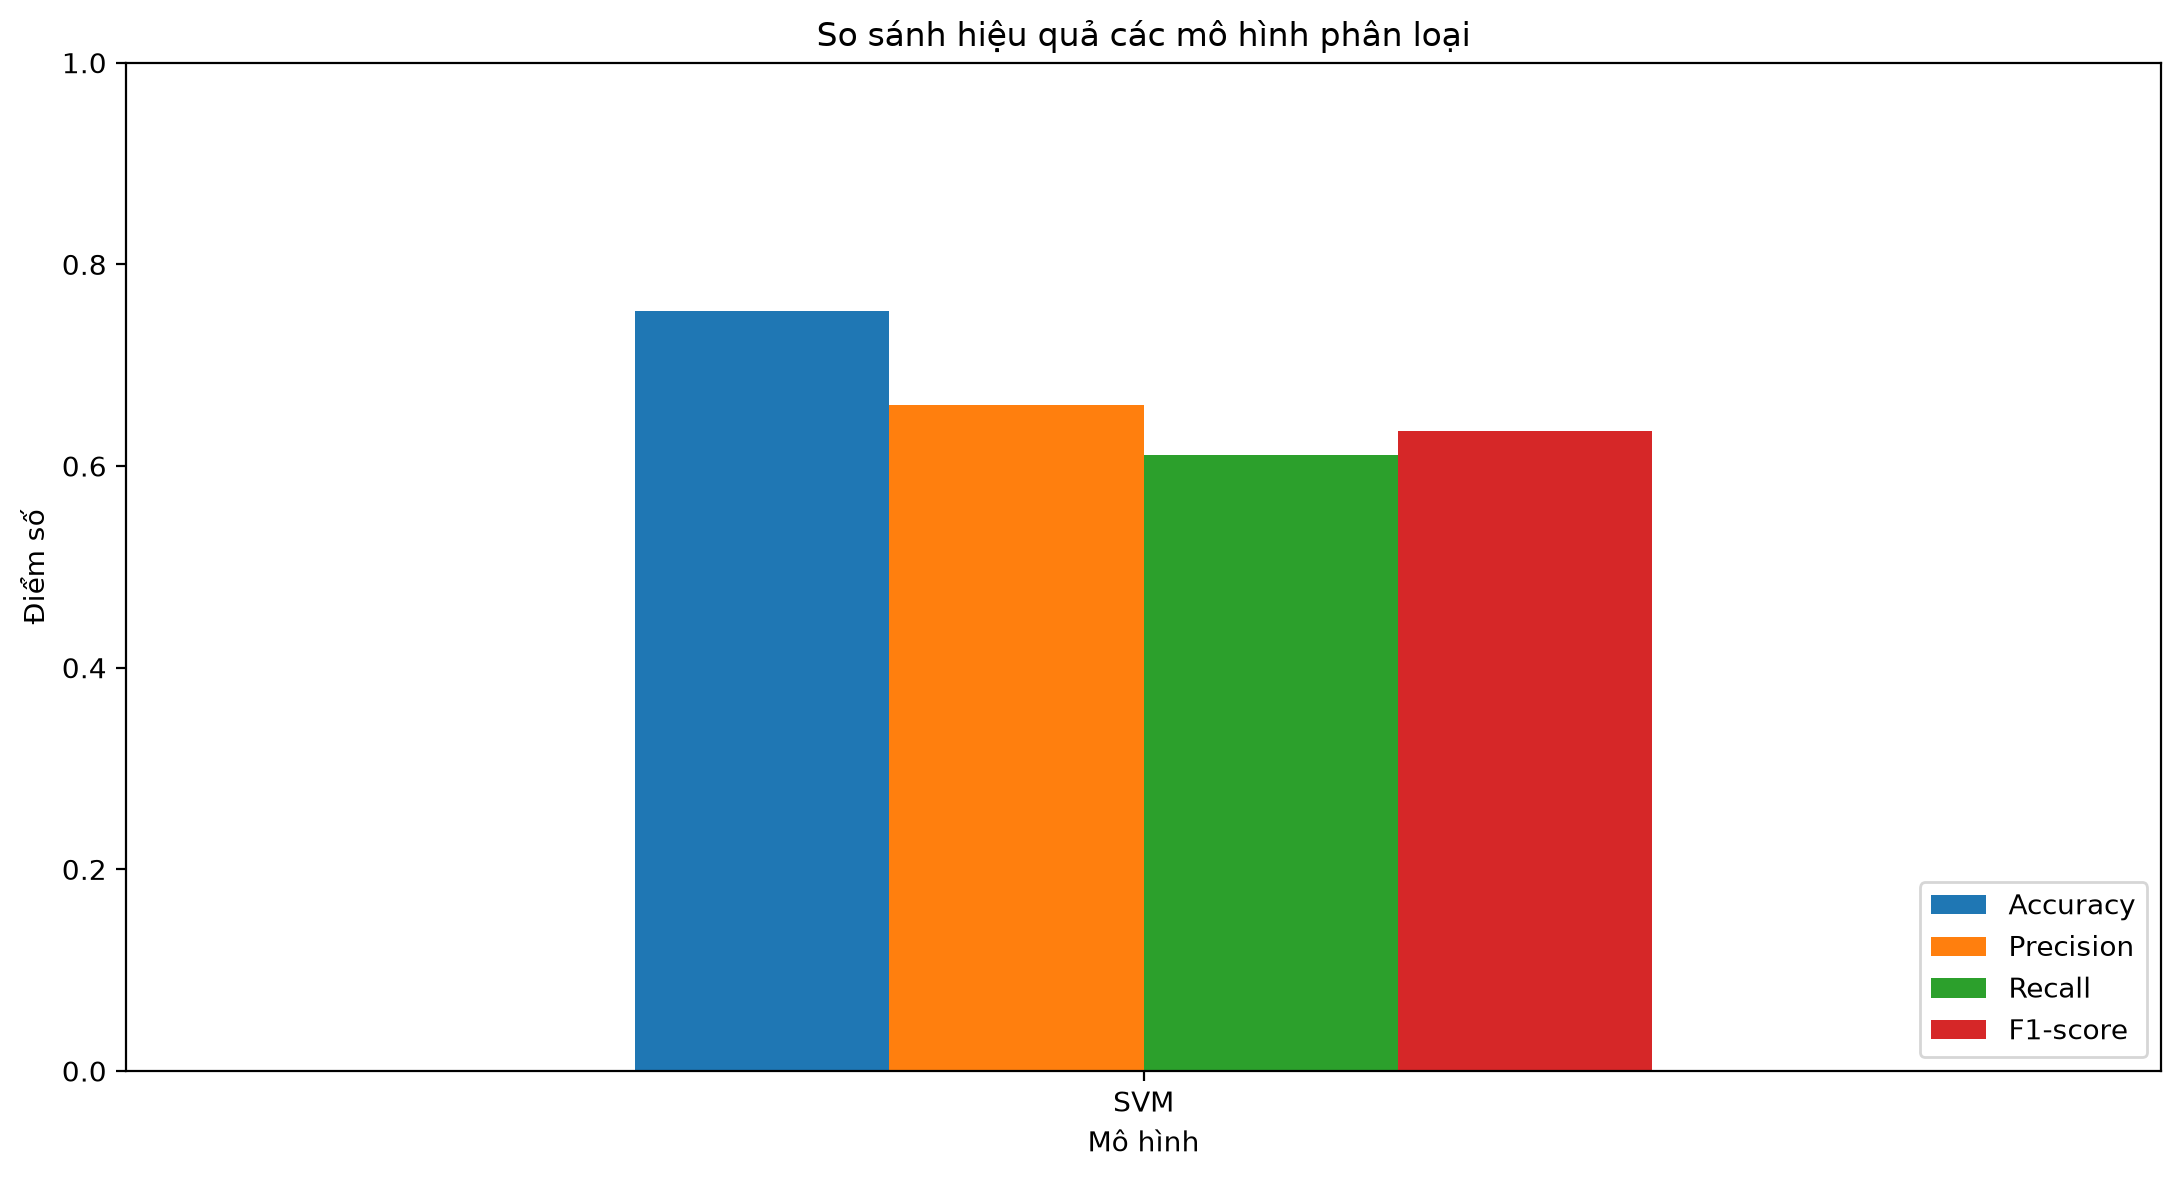 So sánh hiệu quả các mô hình phân loại
1.0
0.8
0.6
0.4
0.2
0.0
Điểm số
SVM
Mô hình
Accuracy
Precision
Recall
F1-score